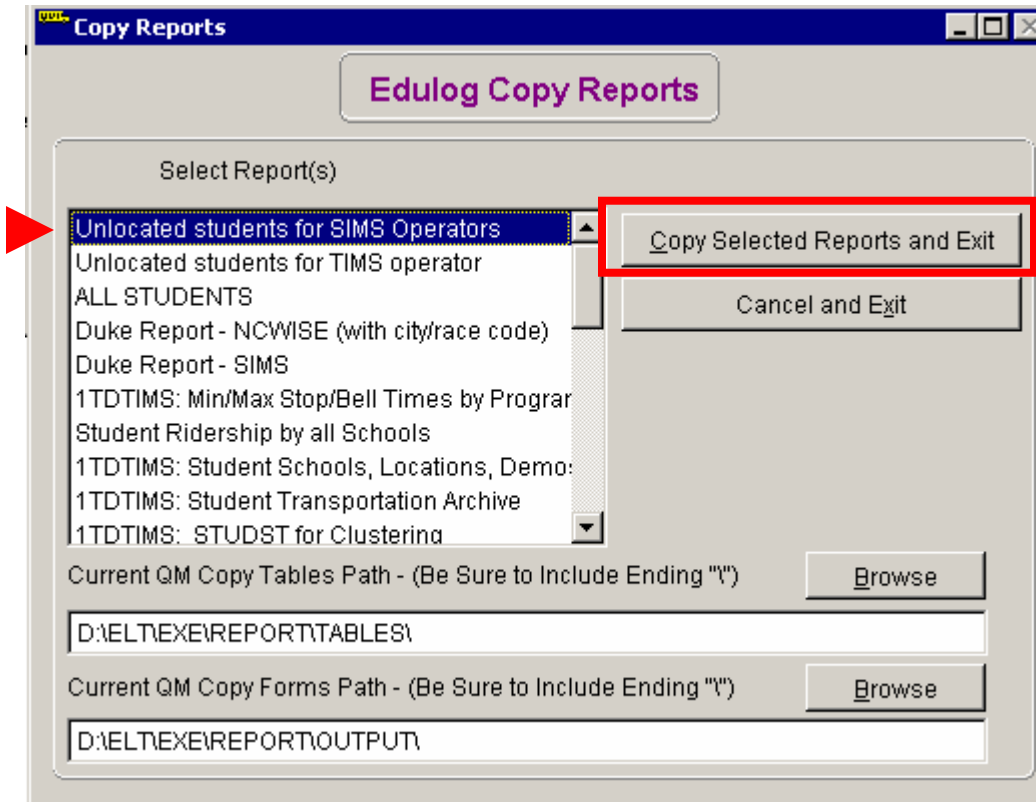 Copy Reports
Edulog Copy Reports
Select Report(s)
Unlocated students for SIMS Operators
Unlocated students for TIMS operator
ALL STUDENTS
Duke Report - NCWISE (with city/race code)
Duke Report - SIMS
1TDTIMS: Min/Max Stop/Bell Times by Program
Student Ridership by all Schools
1TDTIMS: Student Schools, Locations, Demo
1TDTIMS: Student Transportation Archive
1TDTIMS: STUDST for Clustering
Copy Selected Reports and Exit
Cancel and Exit
Current QM Copy Tables Path - (Be Sure to Include Ending "\")
Browse
D:\ELT\EXE\REPORT\TABLES\
Current QM Copy Forms Path - (Be Sure to Include Ending "\")
Browse
D:\ELT\EXE\REPORT\OUTPUT\